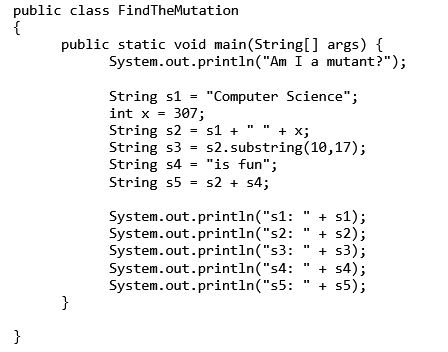 public class FindTheMutation
{
public static void main(String[] args) {
System.out.println("Am I a mutant?");
String s1 = "Computer Science";
int x = 307;
String s2 = s1 + " " + x;
String s3 = s2.substring(10,17);
String s4 = "is fun";
String s5 = s2 + s4;
System.out.println("s1: " + s1);
System.out.println("s2: " + s2);
System.out.println("s3: " + s3);
System.out.println("s4: " + s4);
System.out.println("s5: " + s5);
}
}